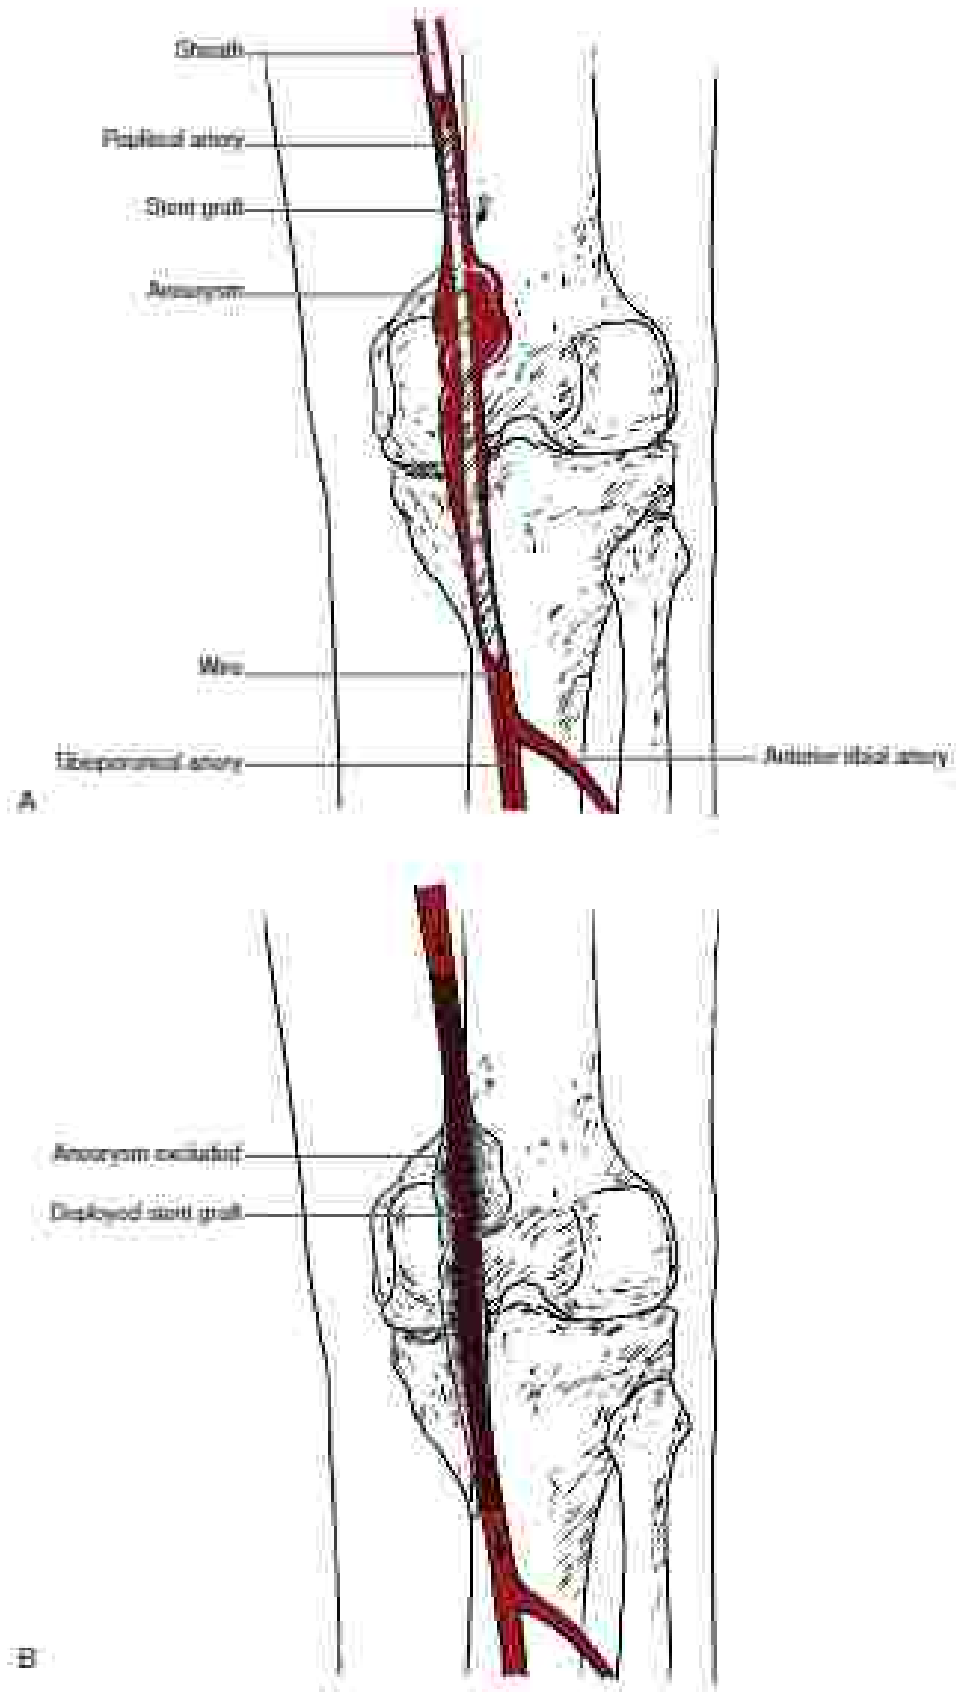 Sheath
Popliteal artery
Stent graft
Aneurysm
Wire
Tibioperoneal artery
Anterior tibial artery
A
Aneurysm excluded
Deployed stent graft
B